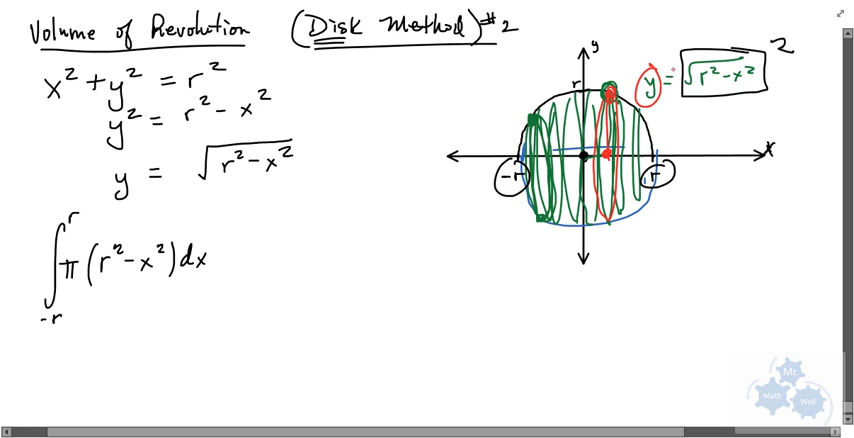 Volume of Revolution (Disk Method) #2
x² + y² = r²
y² = r² - x²
y = √(r² - x²)
∫ from -r to r π(r² - x²)dx
y
r
y = √(r² - x²) 2
-r
r
x
Mr.
Math
Well